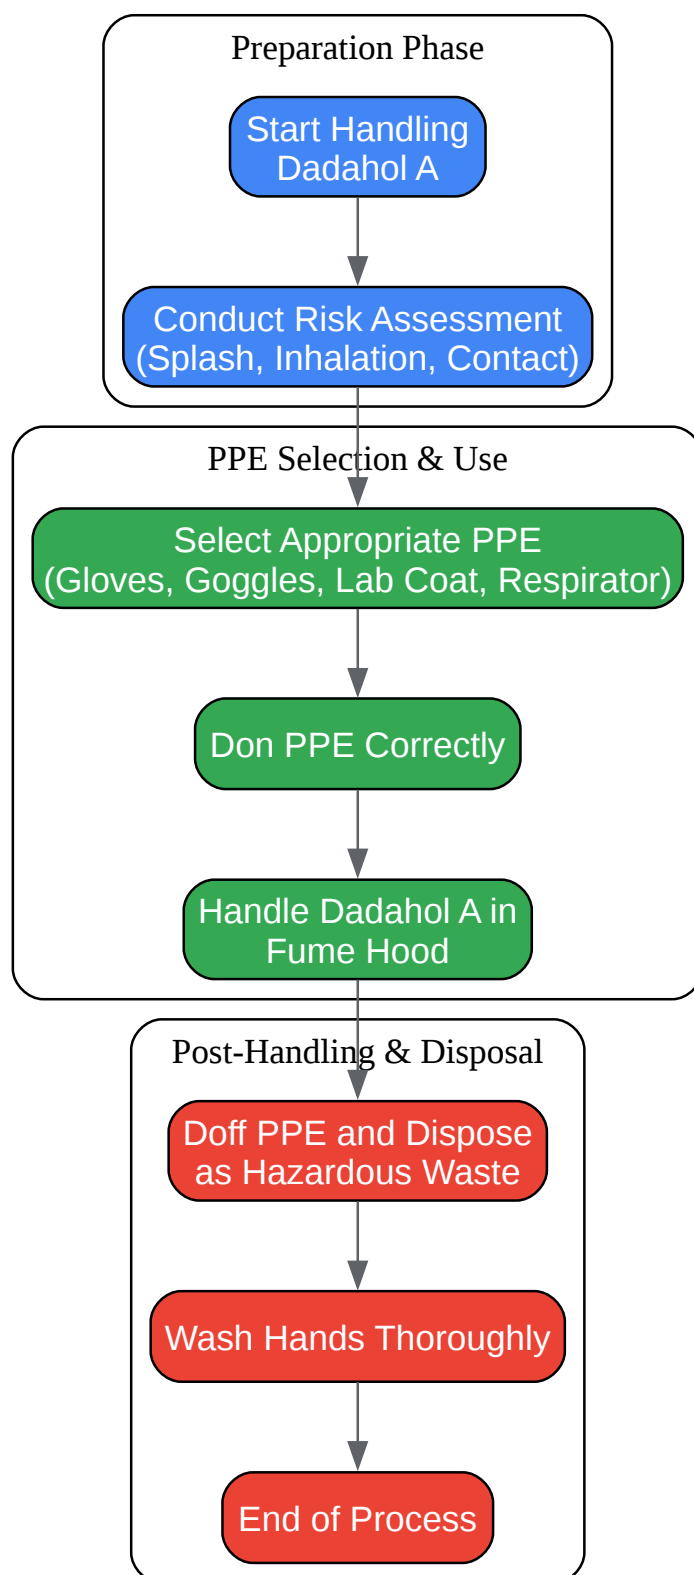 Preparation Phase
Start Handling
Dadahol A
Conduct Risk Assessment
(Splash, Inhalation, Contact)
PPE Selection & Use
Select Appropriate PPE
(Gloves, Goggles, Lab Coat, Respirator)
Don PPE Correctly
Handle Dadahol A in
Fume Hood
Post-Handling & Disposal
Doff PPE and Dispose
as Hazardous Waste
Wash Hands Thoroughly
End of Process